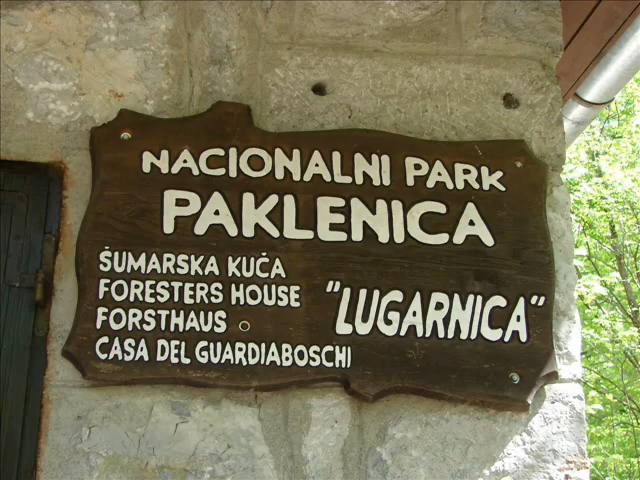 NACIONALNI PARK
PAKLENICA
ŠUMARSKA KUĆA
FORESTERS HOUSE
FORSTHAUS
CASA DEL GUARDIABOSCHI
"LUGARNICA"